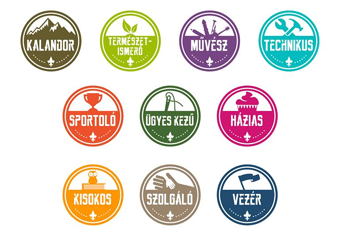 KALANDOR
TERMÉSZET-
ISMERŐ
MŰVÉSZ
TECHNIKUS
SPORTOLÓ
ÜGYES KEZŰ
HÁZIAS
KISOKOS
SZOLGÁLÓ
VEZÉR